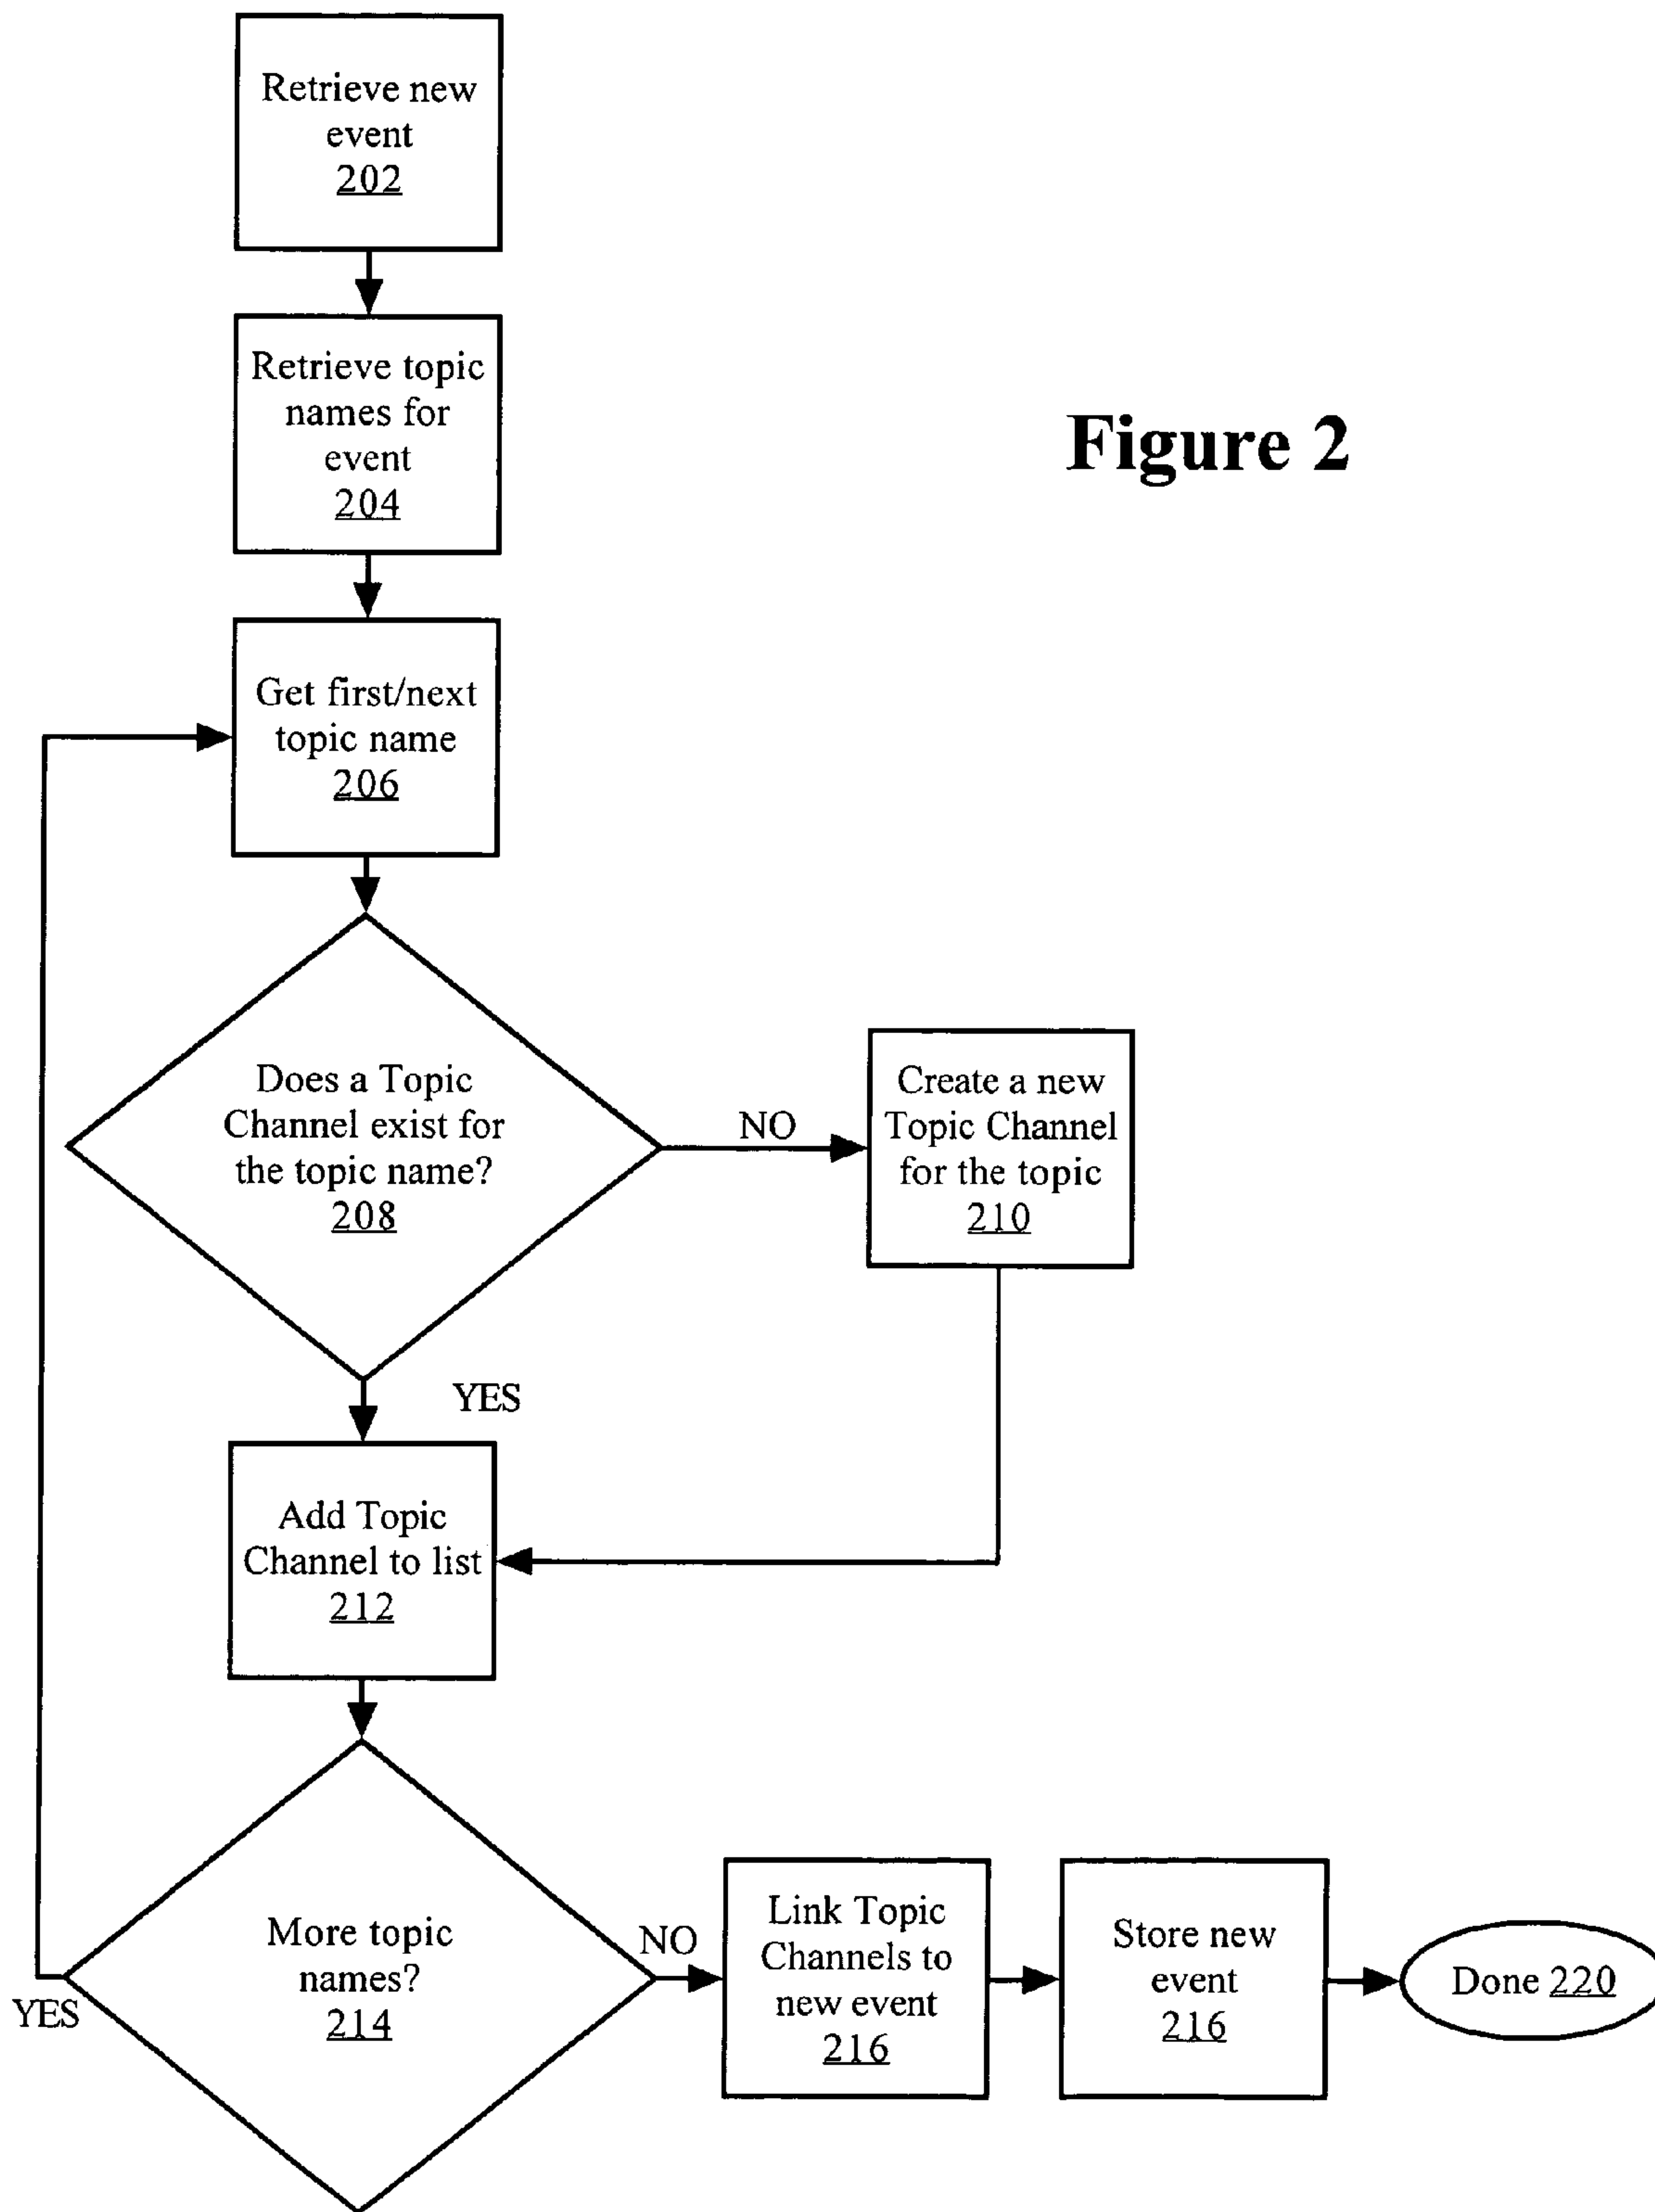 Retrieve new
event
202
Retrieve topic
names for
event
204
Figure 2
Get first/next
topic name
206
Does a Topic
Channel exist for
the topic name?
208
NO
Create a new
Topic Channel
for the topic
210
YES
Add Topic
Channel to list
212
More topic
names?
214
YES
NO
Link Topic
Channels to
new event
216
Store new
event
216
Done 220